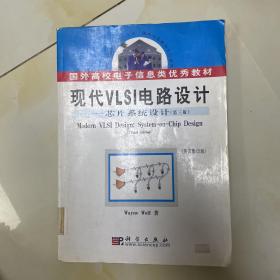 国外高校电子信息类优秀教材
现代VLSI电路设计
——芯片系统设计(第三版)
Modern VLSI Design: System-on-Chip Design
Third Edition
(英文影印版)
Wayne Wolf 著
科学出版社